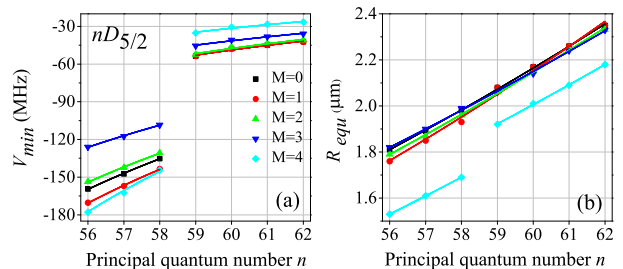 (a)
nD5/2
Vmin (MHz)
-30
-60
-90
-120
-150
-180
M=0
M=1
M=2
M=3
M=4
56 57 58 59 60 61 62
Principal quantum number n
(b)
R equ (μm)
2.4
2.2
2.0
1.8
1.6
56 57 58 59 60 61 62
Principal quantum number n